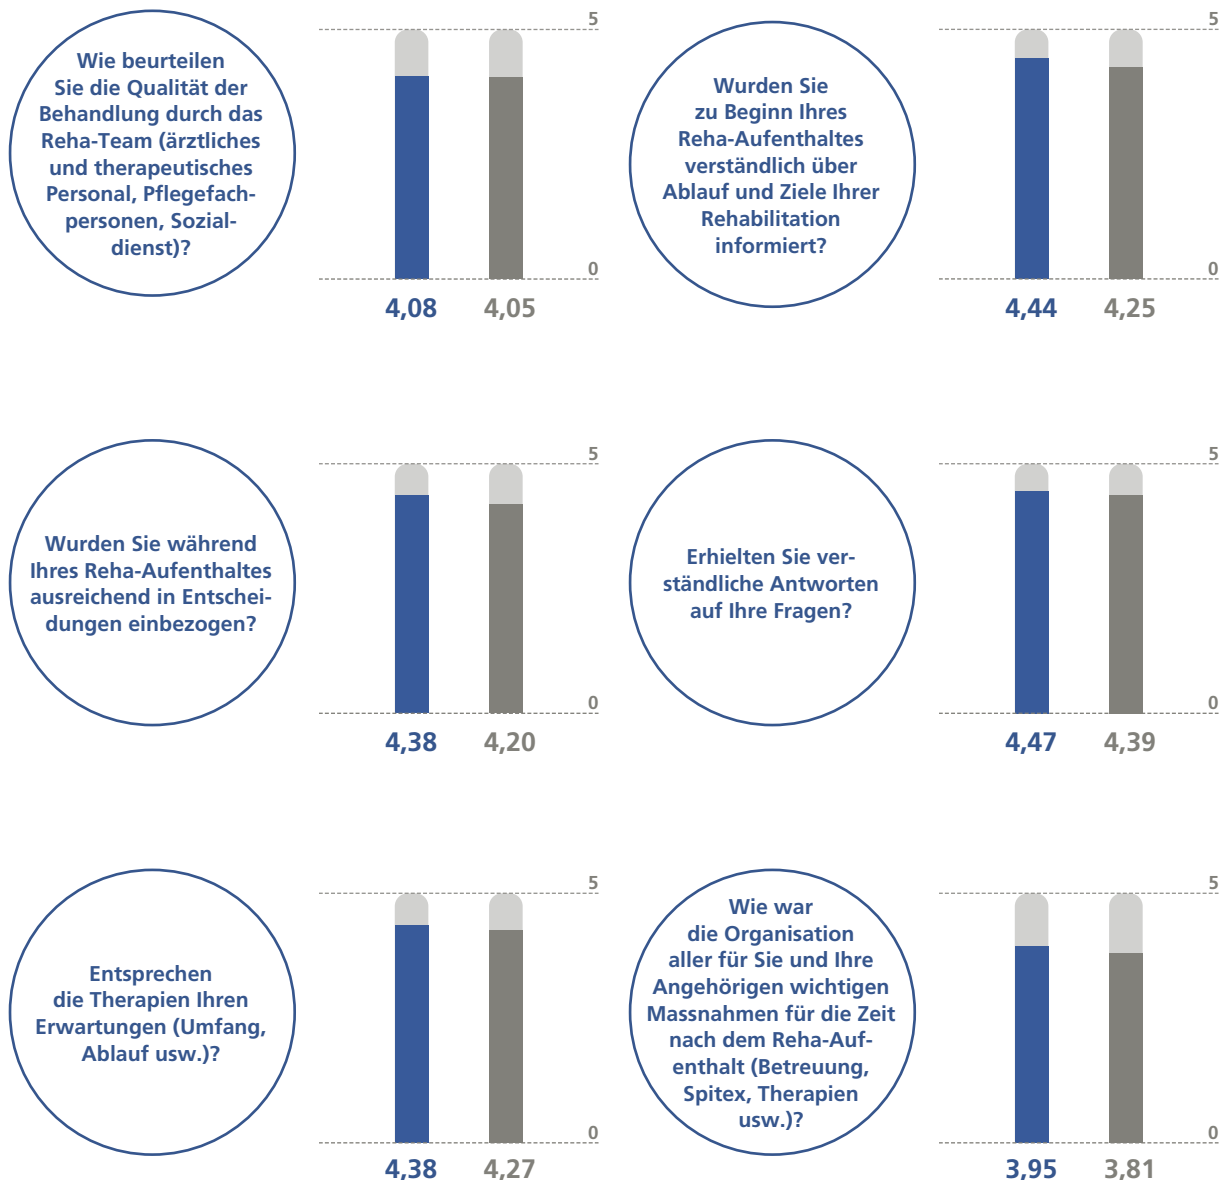 Wie beurteilen
Sie die Qualität der
Behandlung durch das
Reha-Team (ärztliches
und therapeutisches
Personal, Pflegefach-
personen, Sozial-
dienst)?
5
0
4,08 4,05
Wurden Sie
zu Beginn Ihres
Reha-Aufenthaltes
verständlich über
Ablauf und Ziele Ihrer
Rehabilitation
informiert?
5
0
4,44 4,25
Wurden Sie während
Ihres Reha-Aufenthaltes
ausreichend in Entschei-
dungen einbezogen?
5
0
4,38 4,20
Erhielten Sie ver-
ständliche Antworten
auf Ihre Fragen?
5
0
4,47 4,39
Entsprechen
die Therapien Ihren
Erwartungen (Umfang,
Ablauf usw.)?
5
0
4,38 4,27
Wie war
die Organisation
aller für Sie und Ihre
Angehörigen wichtigen
Massnahmen für die Zeit
nach dem Reha-Auf-
enthalt (Betreuung,
Spitex, Therapien
usw.)?
5
0
3,95 3,81